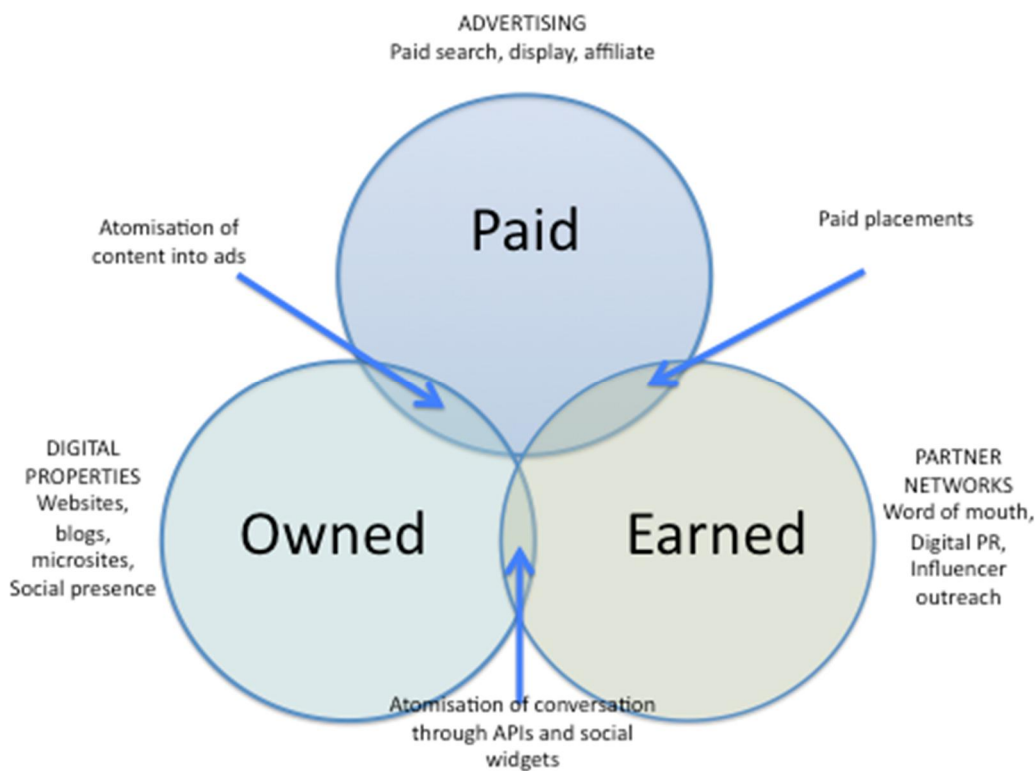 ADVERTISING
Paid search, display, affiliate
Paid
Atomisation of
content into ads
Paid placements
DIGITAL
PROPERTIES
Websites,
blogs,
microsites,
Social presence
Owned
Earned
PARTNER
NETWORKS
Word of mouth,
Digital PR,
Influencer
outreach
Atomisation of conversation
through APIs and social
widgets